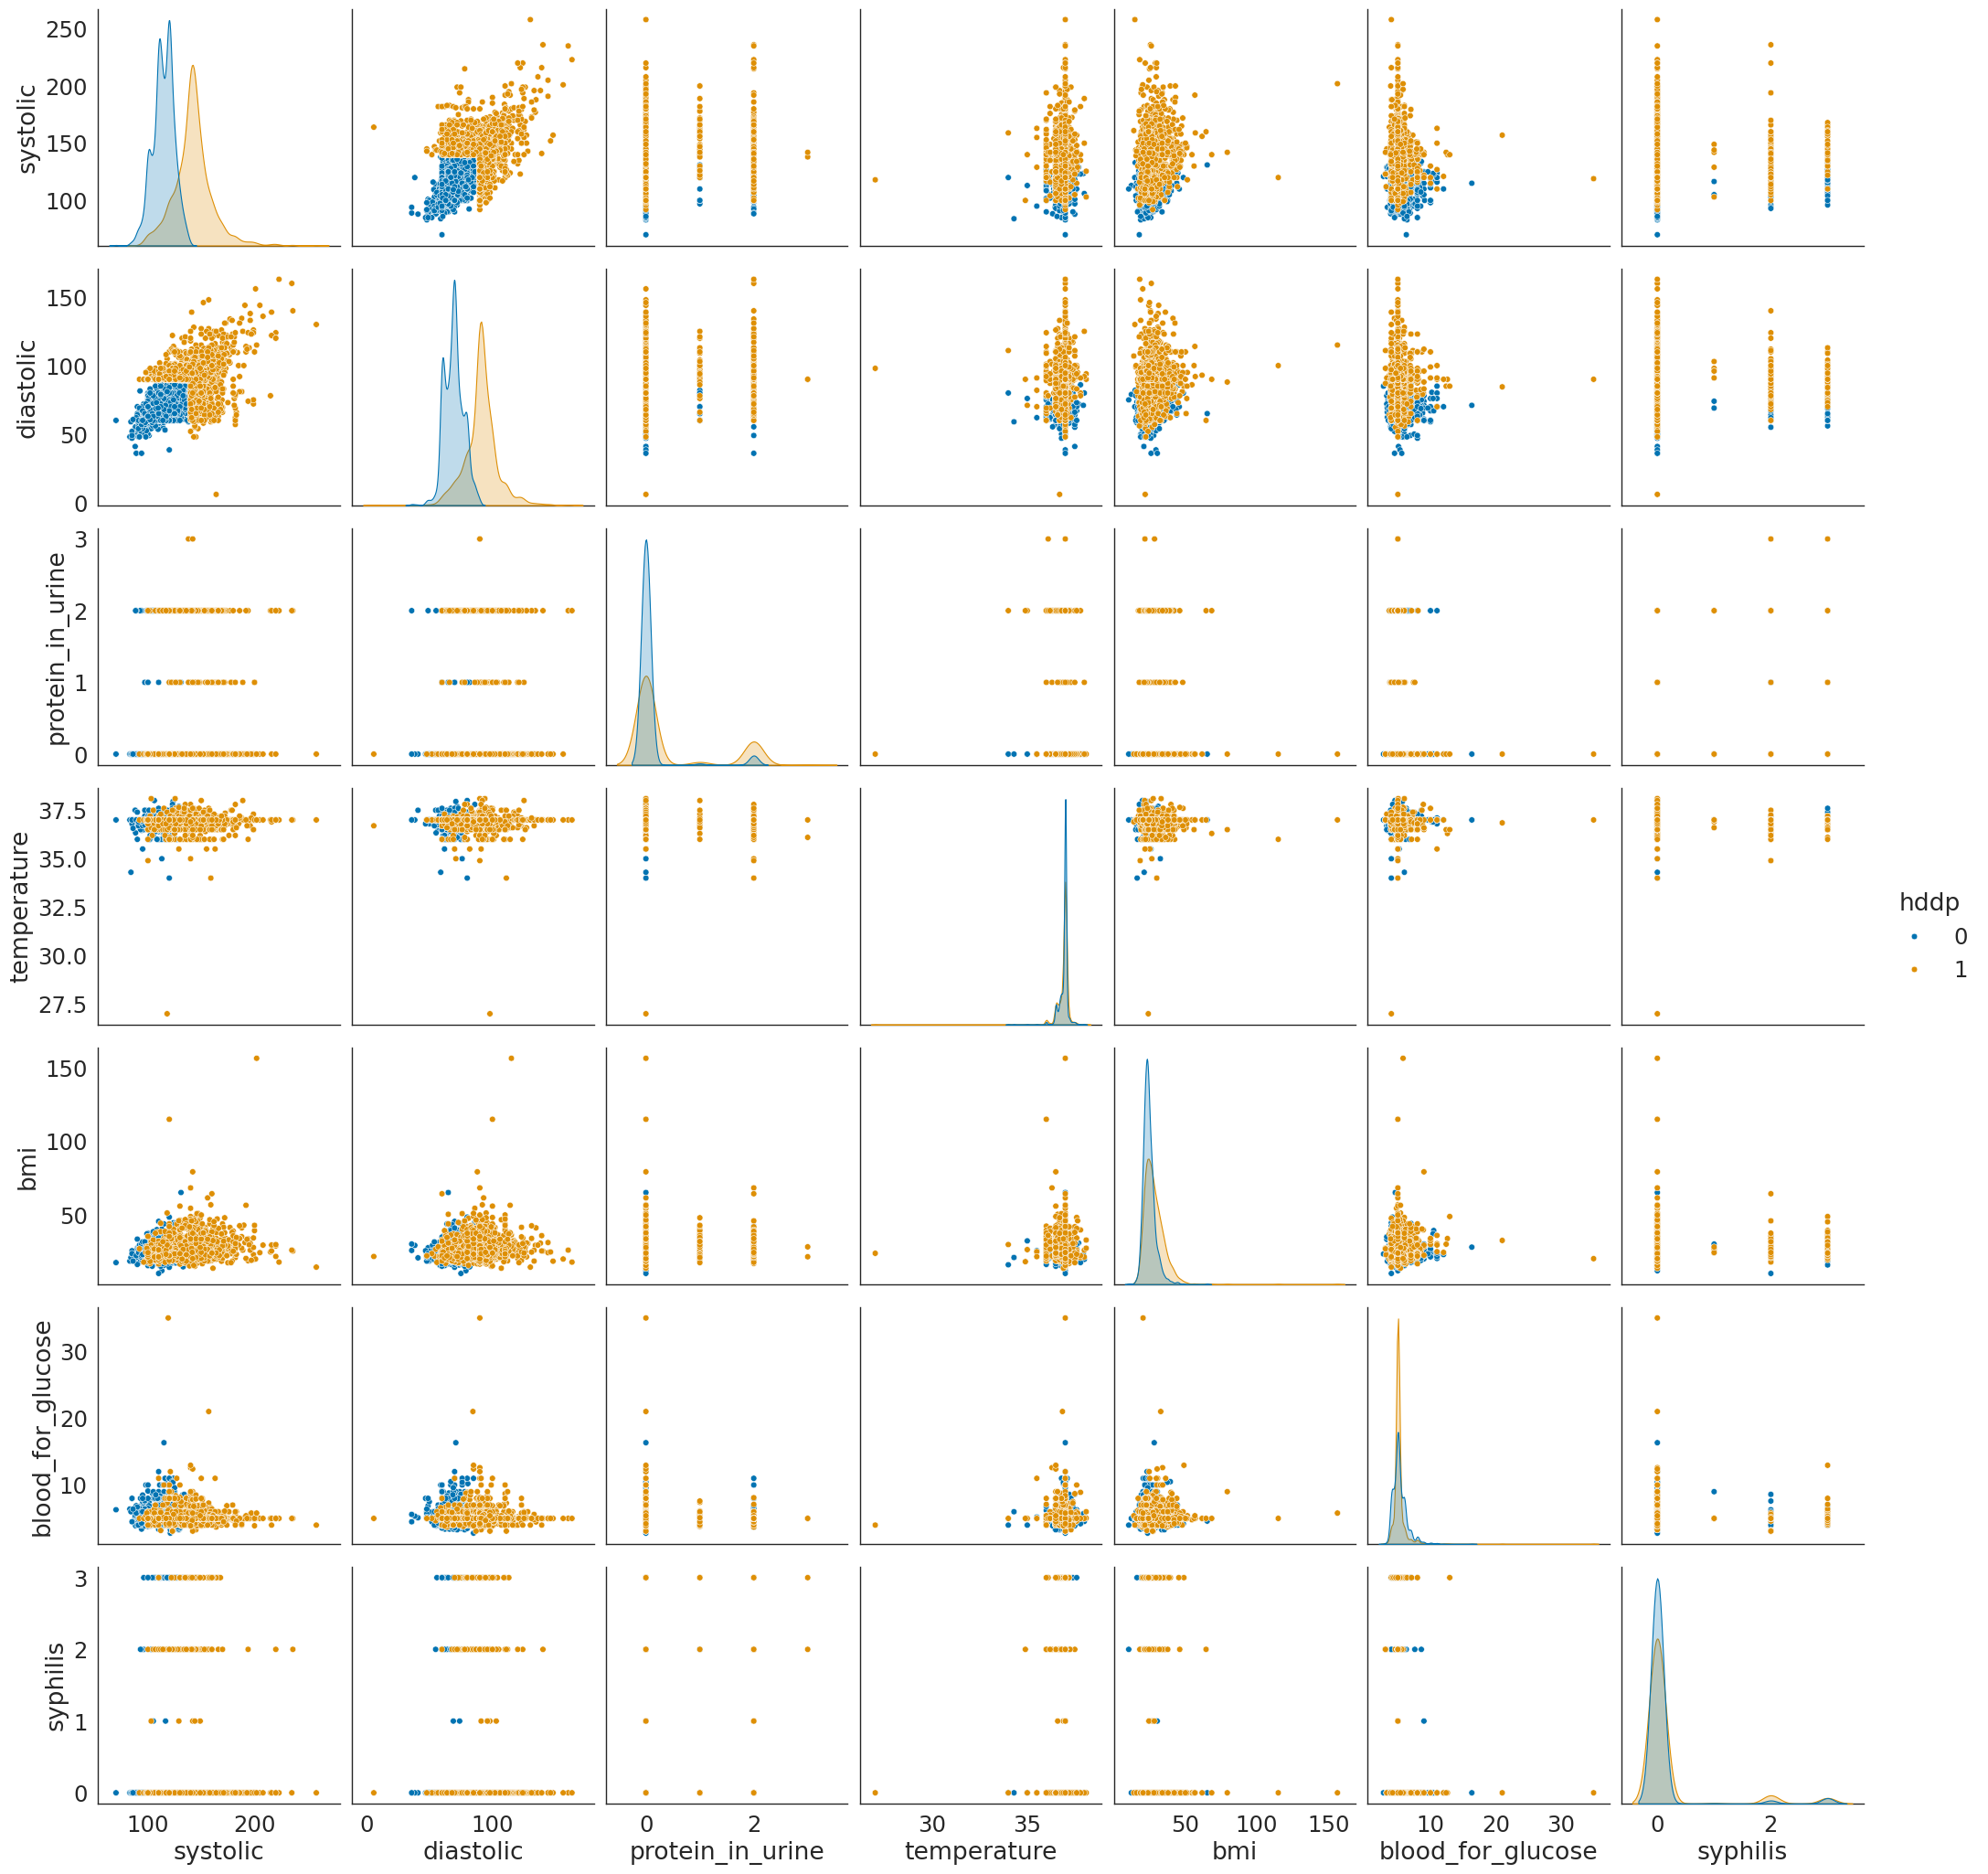 250
200
150
100
systolic
150
100
50
0
diastolic
3
2
1
0
protein_in_urine
37.5
35.0
32.5
30.0
27.5
temperature
hddp
0
1
150
100
50
bmi
30
20
10
blood_for_glucose
3
2
1
0
syphilis
100 200 0 100 0 2 30 35 50 100 150 10 20 30 0 2
systolic diastolic protein_in_urine temperature bmi blood_for_glucose syphilis